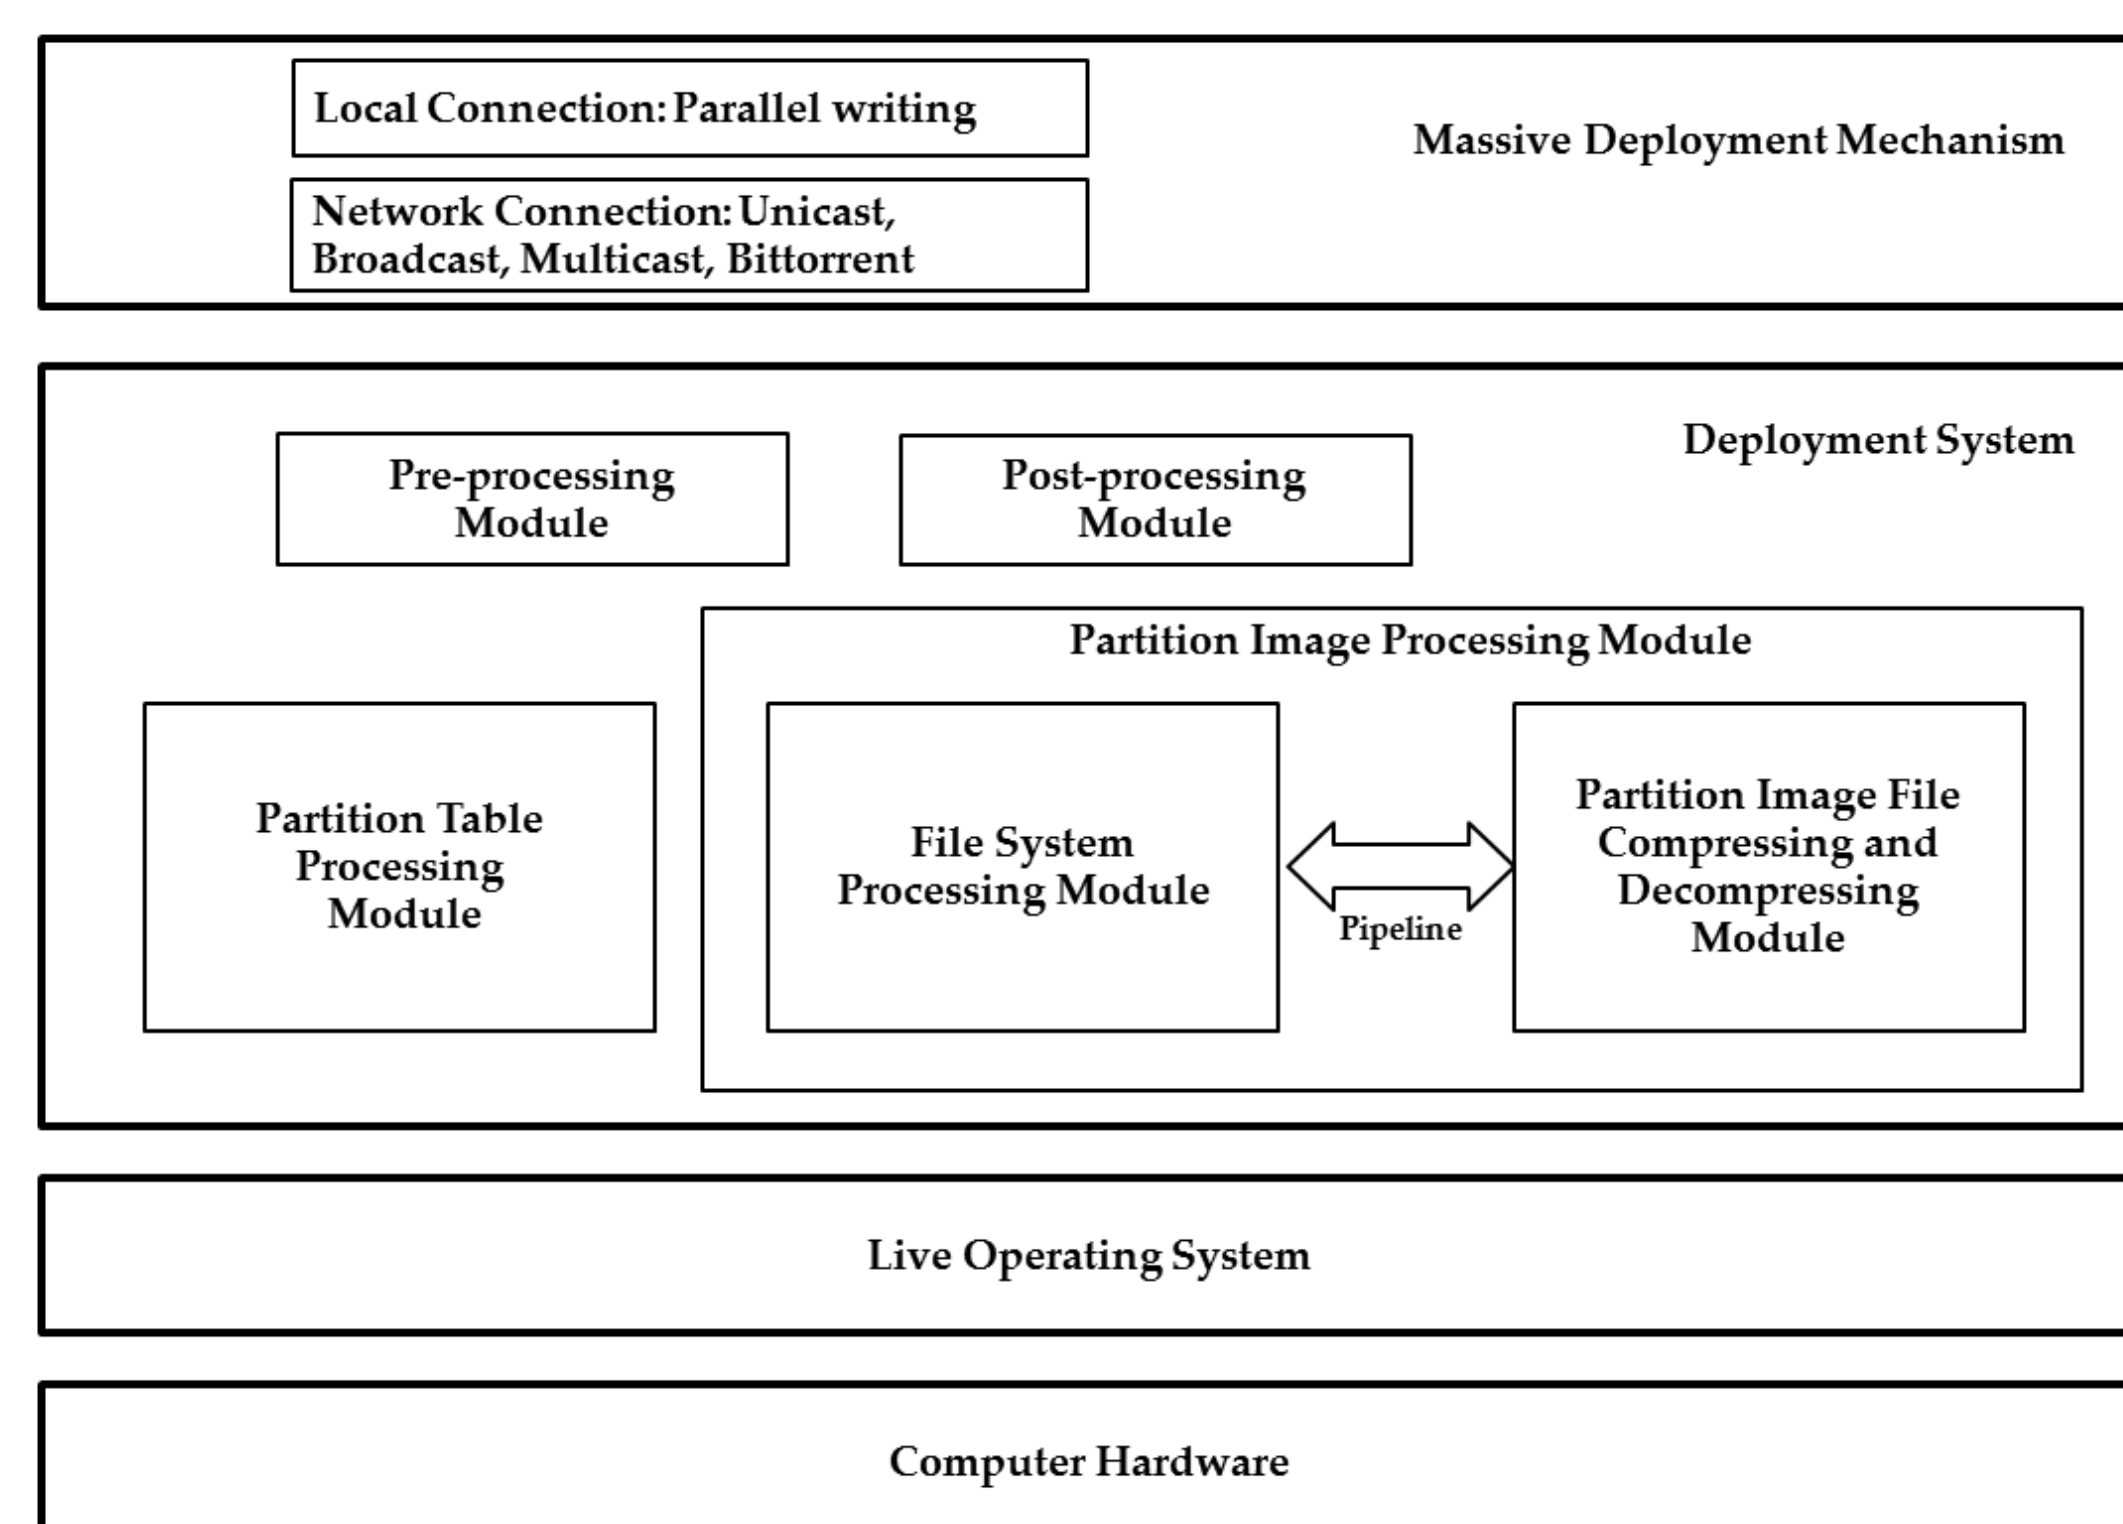 Local Connection: Parallel writing
Massive Deployment Mechanism
Network Connection: Unicast,
Broadcast, Multicast, Bittorrent
Deployment System
Pre-processing
Module
Post-processing
Module
Partition Image Processing Module
Partition Table
Processing
Module
File System
Processing Module
Pipeline
Partition Image File
Compressing and
Decompressing
Module
Live Operating System
Computer Hardware